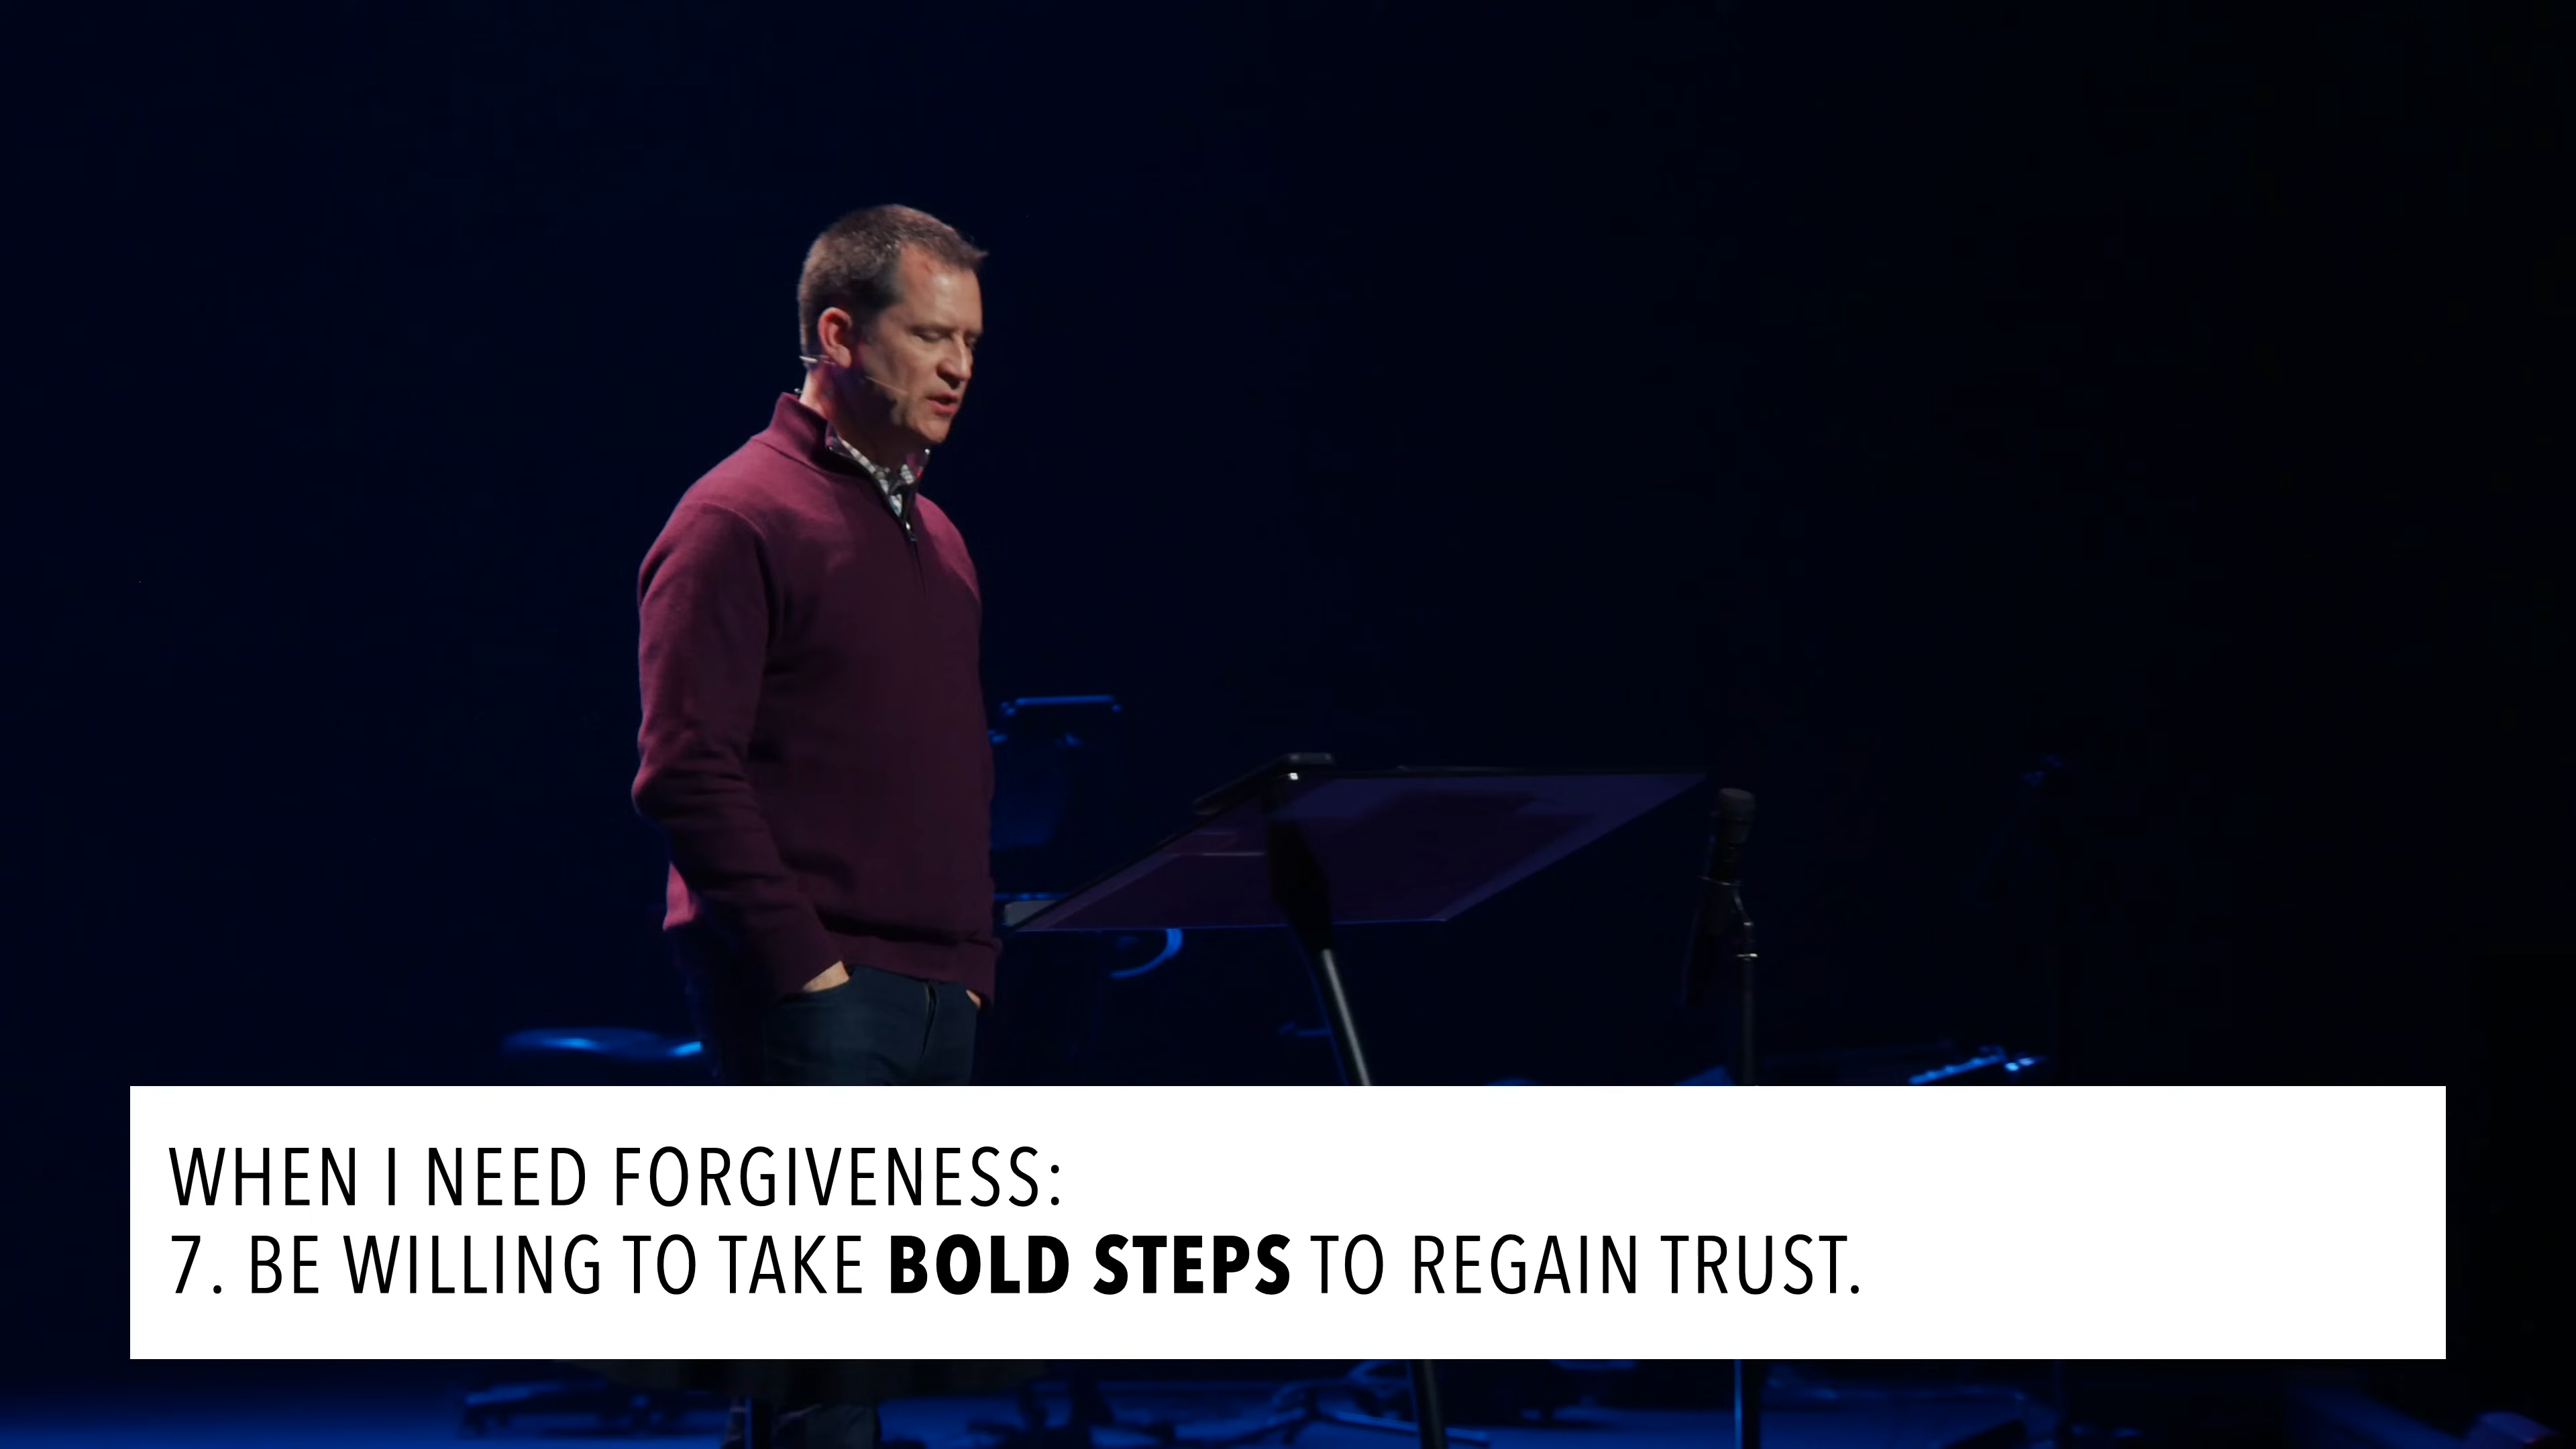 WHEN I NEED FORGIVENESS:
7. BE WILLING TO TAKE BOLD STEPS TO REGAIN TRUST.